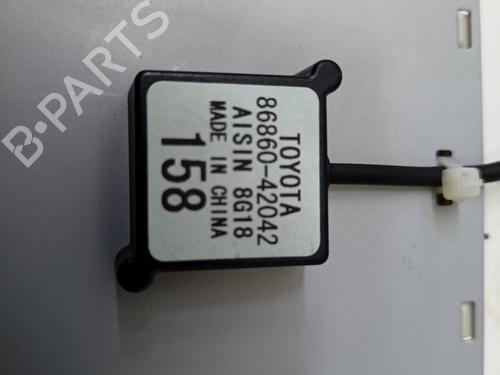 TOYOTA
86860-42042
AISIN 8G18
MADE IN CHINA
158
B-PARTS